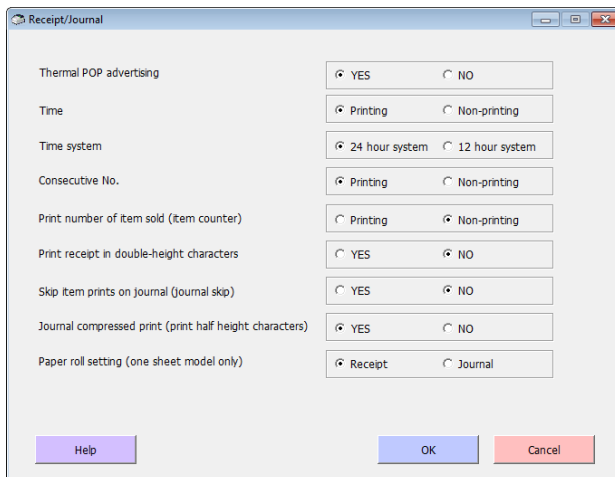 Receipt/Journal
Thermal POP advertising YES NO
Time Printing Non-printing
Time system 24 hour system 12 hour system
Consecutive No. Printing Non-printing
Print number of item sold (item counter) Printing Non-printing
Print receipt in double-height characters YES NO
Skip item prints on journal (journal skip) YES NO
Journal compressed print (print half height characters) YES NO
Paper roll setting (one sheet model only) Receipt Journal
Help OK Cancel